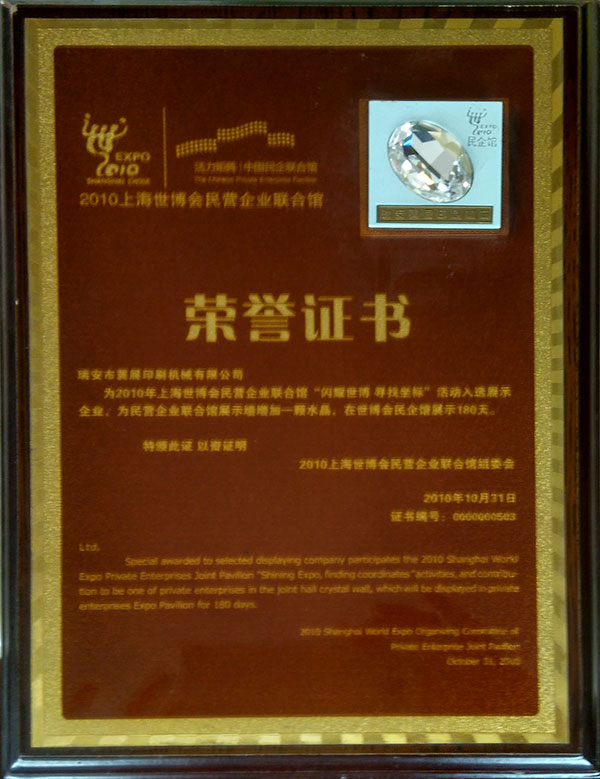 EXPO
2010
SHANGHAI CHINA
活力矩阵 | 中国民企联合馆
The Chinese Private Enterprise Pavilion
2010上海世博会民营企业联合馆
民企馆
荣誉证书
瑞安市 印刷机械有限公司
为2010年上海世博会民营企业联合馆“闪耀世博 寻找坐标”活动入选展示
企业，为民营企业联合馆展示墙增加一颗水晶，在世博会民企馆展示180天。
特颁此证 以资证明
2010上海世博会民营企业联合馆组委会
2010年10月31日
证书编号：0000000503
Ltd.
Special awarded to selected displaying company participates the 2010 Shanghai World
Expo Private Enterprises Joint Pavilion "Shining Expo, finding coordinates" activities, and contribu-
tion to be one of private enterprises in the joint hall crystal wall, which will be displayed in private
enterprises Expo Pavilion for 180 days.
2010 Shanghai World Expo Organizing Committee of
Private Enterprise Joint Pavilion
October 31, 2010